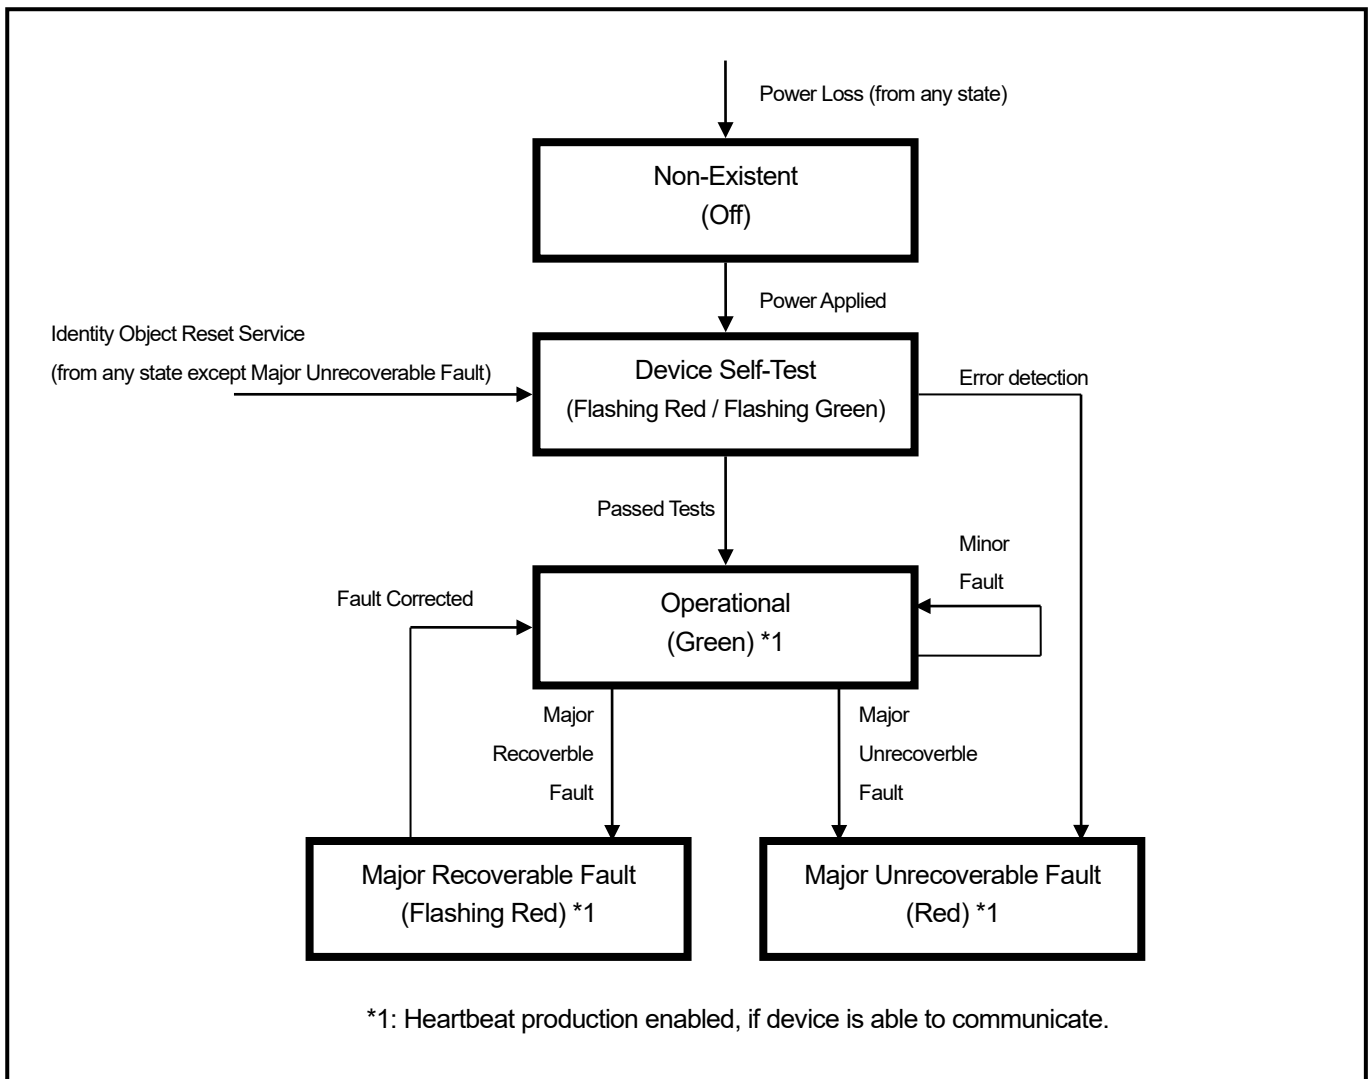 Power Loss (from any state)
Non-Existent
(Off)
Power Applied
Identity Object Reset Service
(from any state except Major Unrecoverable Fault)
Device Self-Test
(Flashing Red / Flashing Green)
Error detection
Passed Tests
Minor
Fault
Fault Corrected
Operational
(Green) *1
Major
Recoverble
Fault
Major
Unrecoverble
Fault
Major Recoverable Fault
(Flashing Red) *1
Major Unrecoverable Fault
(Red) *1
*1: Heartbeat production enabled, if device is able to communicate.